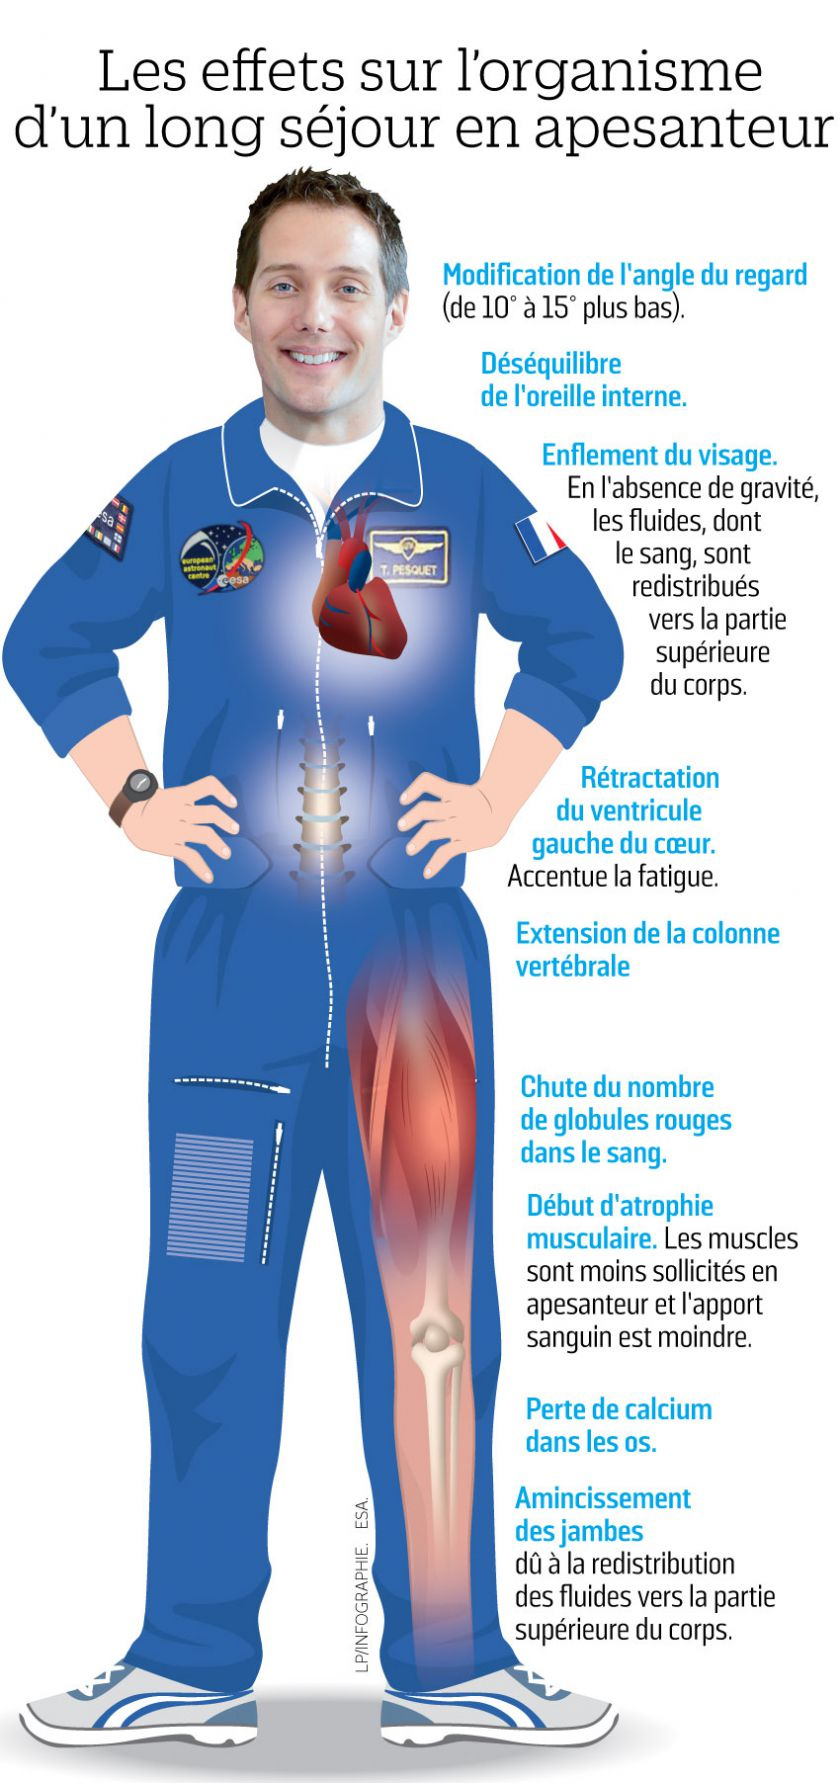 Les effets sur l'organisme
d'un long séjour en apesanteur
Modification de l'angle du regard
(de 10° à 15° plus bas).
Déséquilibre
de l'oreille interne.
Enflement du visage.
En l'absence de gravité,
les fluides, dont
le sang, sont
redistribués
vers la partie
supérieure
du corps.
esa
european
astronaut
centre
esa
T. PESQUET
Rétractation
du ventricule
gauche du cœur.
Accentue la fatigue.
Extension de la colonne
vertébrale
Chute du nombre
de globules rouges
dans le sang.
Début d'atrophie
musculaire. Les muscles
sont moins sollicités en
apesanteur et l'apport
sanguin est moindre.
Perte de calcium
dans les os.
Amincissement
des jambes
dû à la redistribution
des fluides vers la partie
supérieure du corps.
LP/INFOGRAPHIE. ESA.